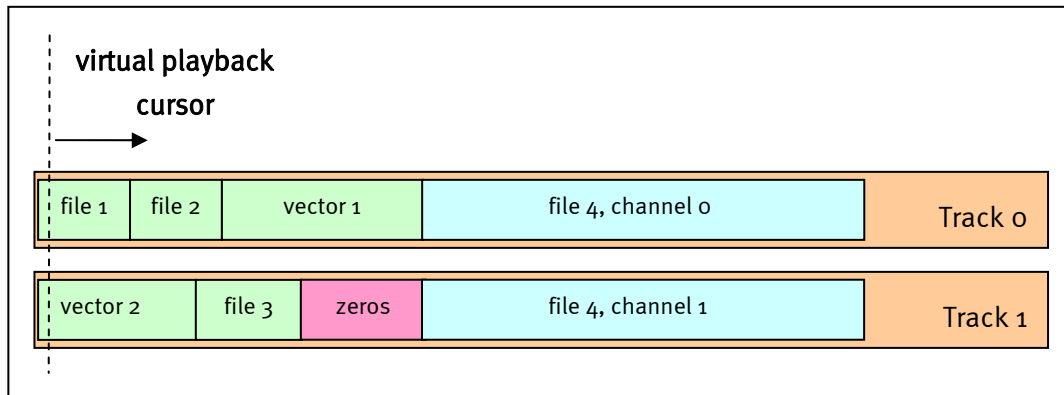 virtual playback
cursor
file 1 file 2 vector 1 file 4, channel 0 Track 0
vector 2 file 3 zeros file 4, channel 1 Track 1